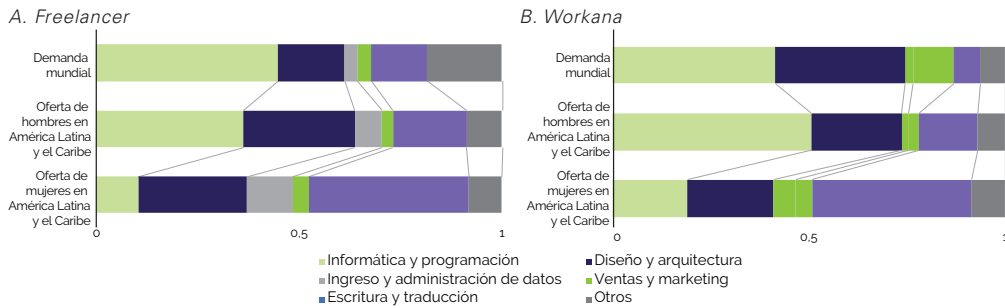 A. Freelancer
Demanda
mundial
Oferta de
hombres en
América Latina
y el Caribe
Oferta de
mujeres en
América Latina
y el Caribe
0
0,5
1
B. Workana
Demanda
mundial
Oferta de
hombres en
América Latina
y el Caribe
Oferta de
mujeres en
América Latina
y el Caribe
0
0,5
1
Informática y programación
Diseño y arquitectura
Ingreso y administración de datos
Ventas y marketing
Escritura y traducción
Otros